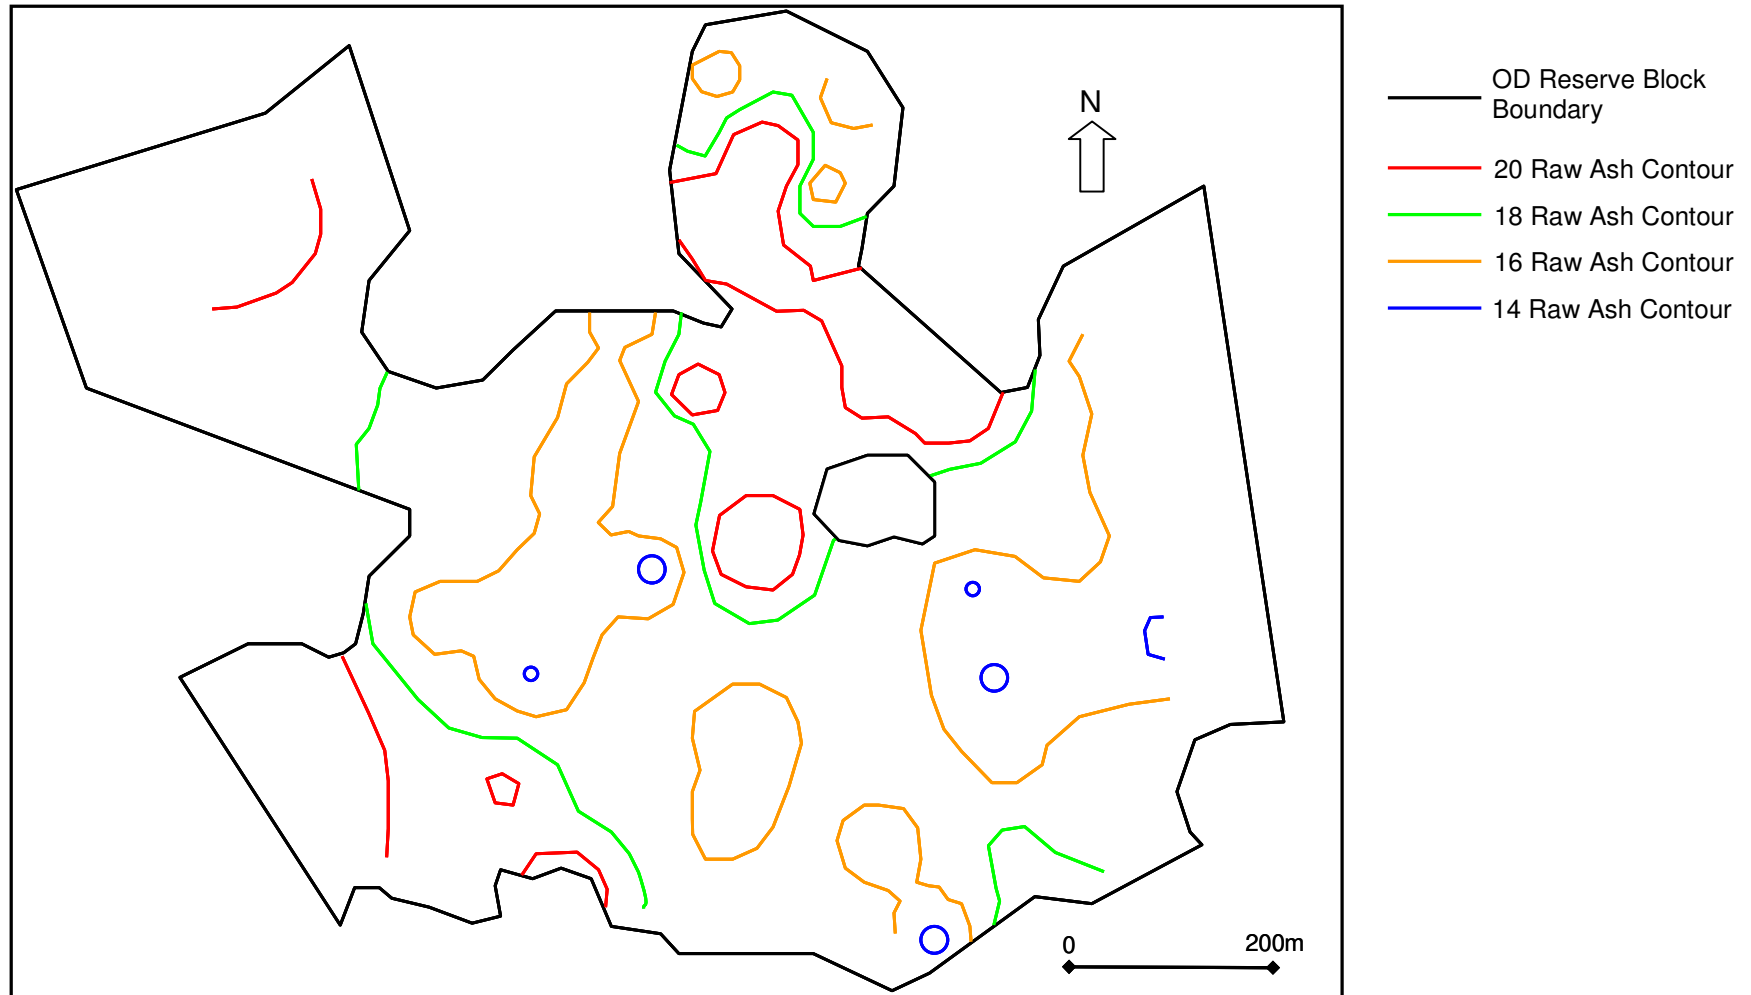 N
OD Reserve Block
Boundary
20 Raw Ash Contour
18 Raw Ash Contour
16 Raw Ash Contour
14 Raw Ash Contour
0
200m